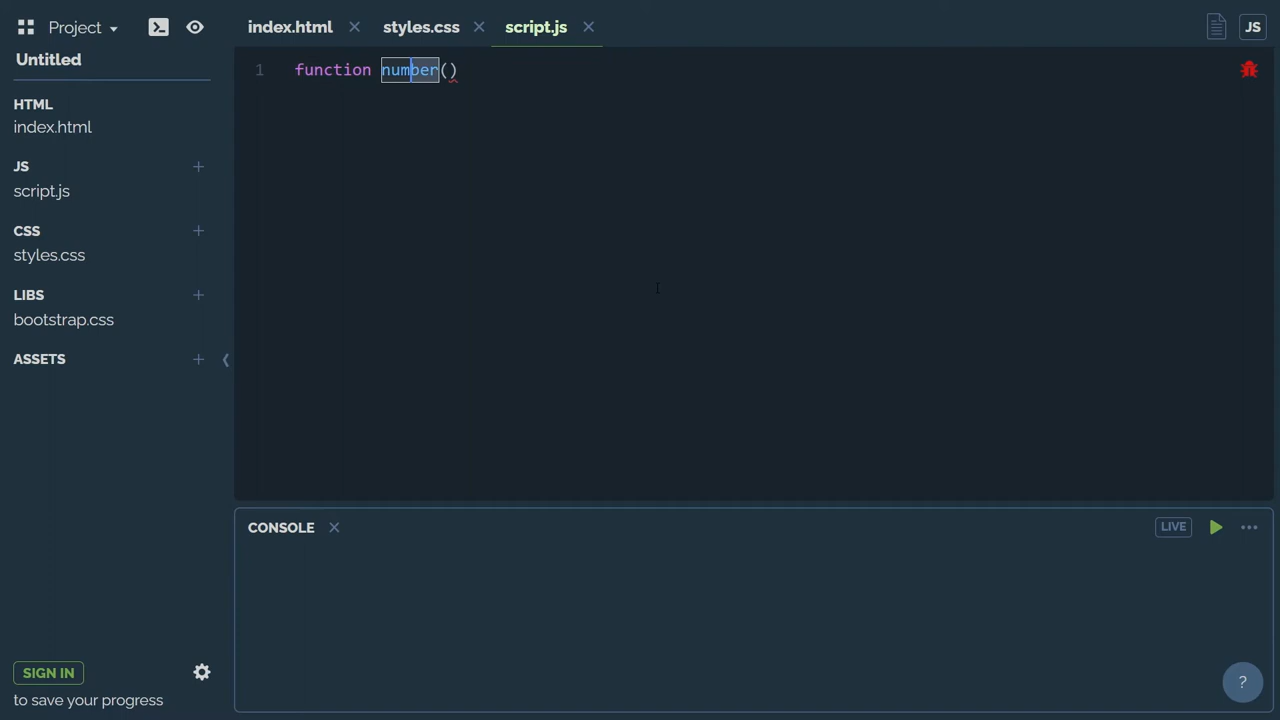 Project
index.html
styles.css
script.js
JS
Untitled
1 function number()
HTML
index.html
JS
script.js
CSS
styles.css
LIBS
bootstrap.css
ASSETS
CONSOLE
LIVE
SIGN IN
to save your progress
?